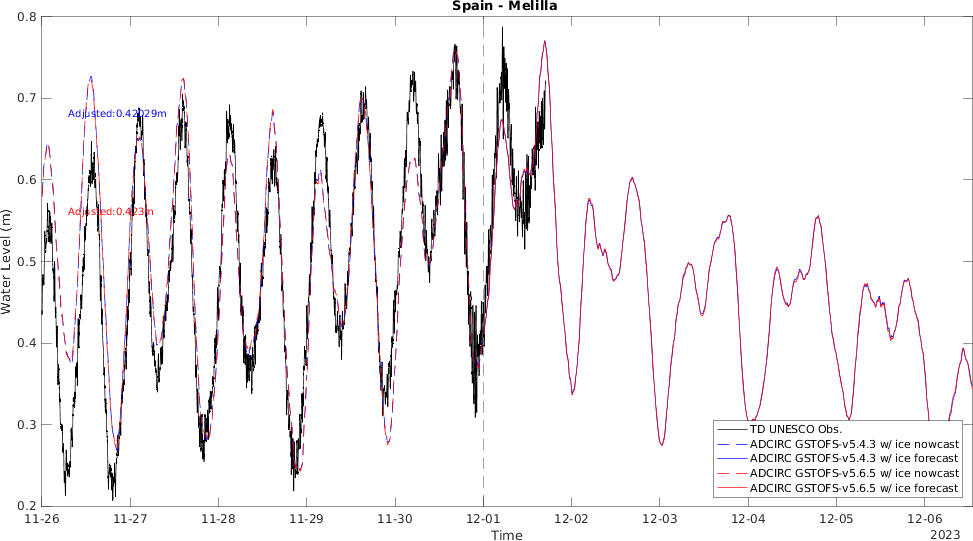 Spain - Melilla
0.8
0.7
0.6
0.5
0.4
0.3
0.2
Water Level (m)
Adjusted:0.42029m
Adjusted:0.423m
TD UNESCO Obs.
ADCIRC GSTOFS-v5.4.3 w/ ice nowcast
ADCIRC GSTOFS-v5.4.3 w/ ice forecast
ADCIRC GSTOFS-v5.6.5 w/ ice nowcast
ADCIRC GSTOFS-v5.6.5 w/ ice forecast
11-26 11-27 11-28 11-29 11-30 12-01 12-02 12-03 12-04 12-05 12-06
Time
2023